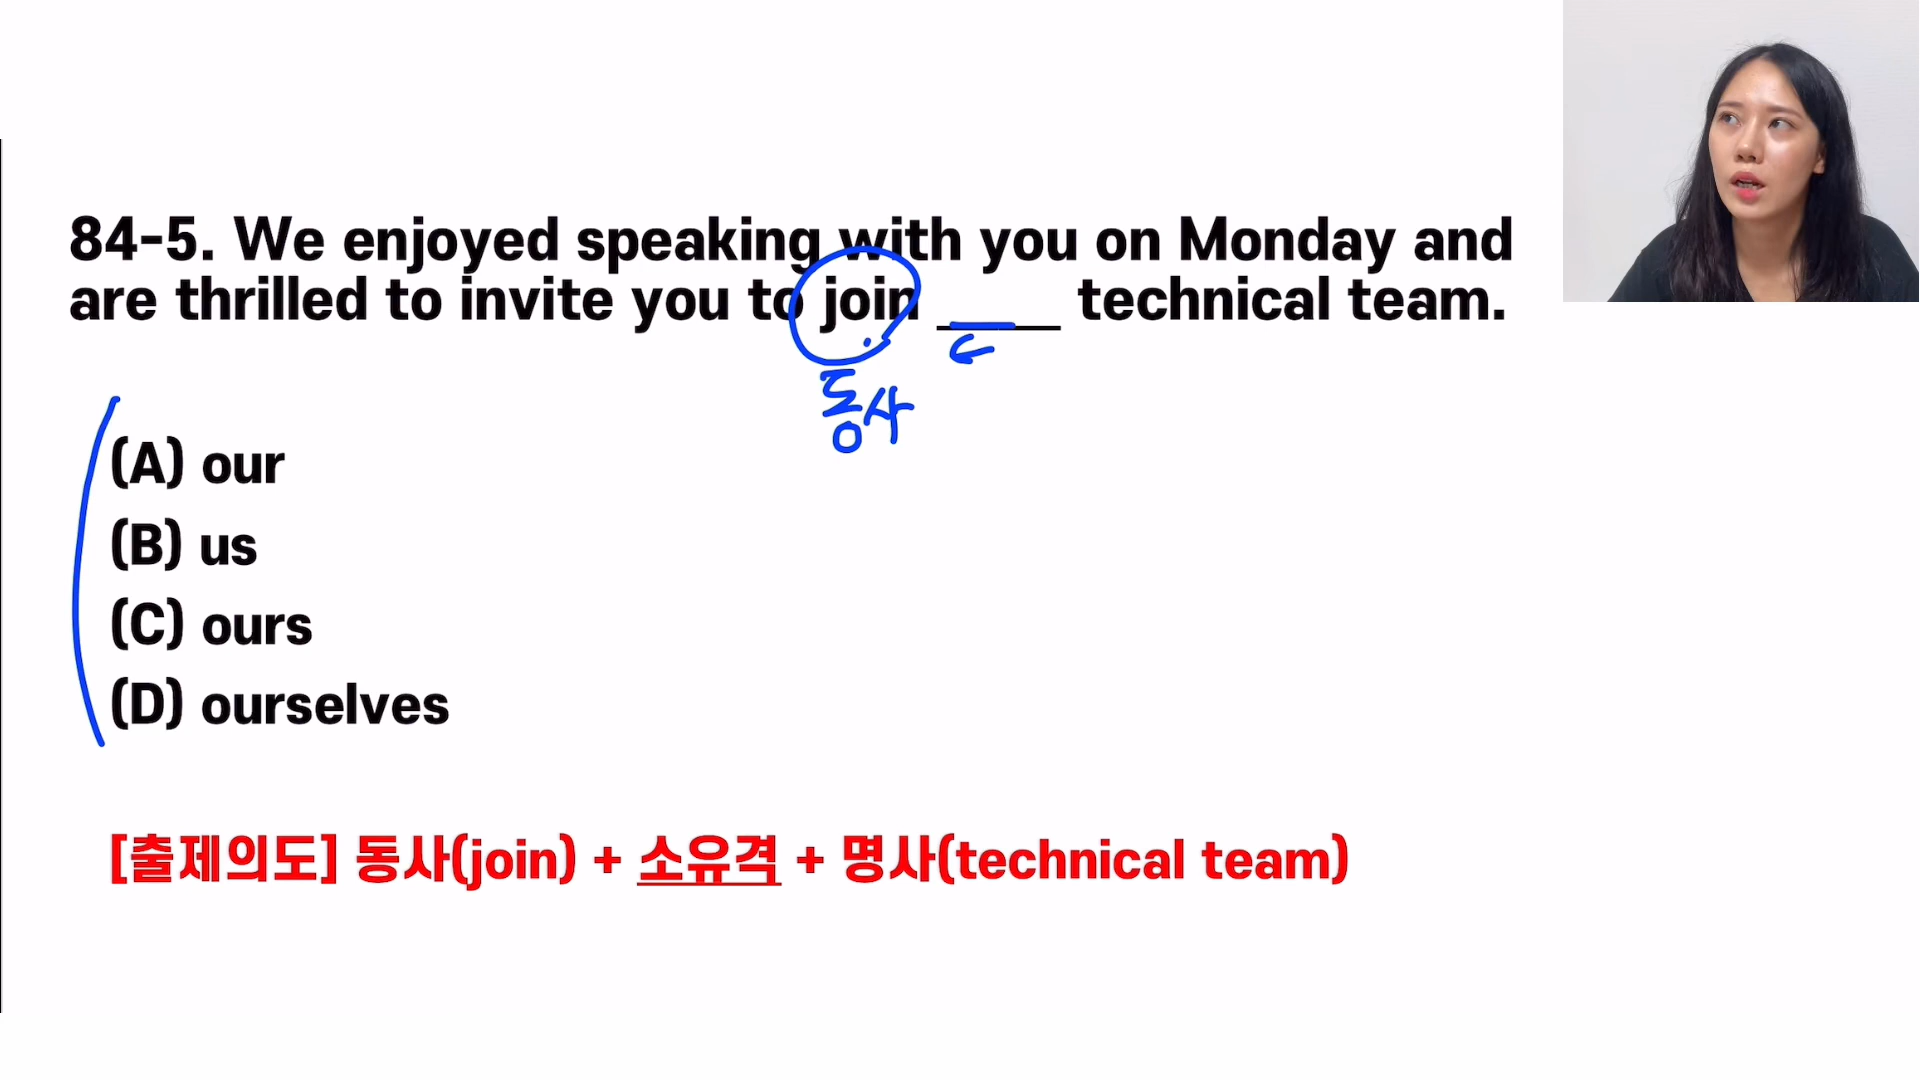 84-5. We enjoyed speaking with you on Monday and
are thrilled to invite you to join ____ technical team.
동사
(A) our
(B) us
(C) ours
(D) ourselves
[출제의도] 동사(join) + 소유격 + 명사(technical team)